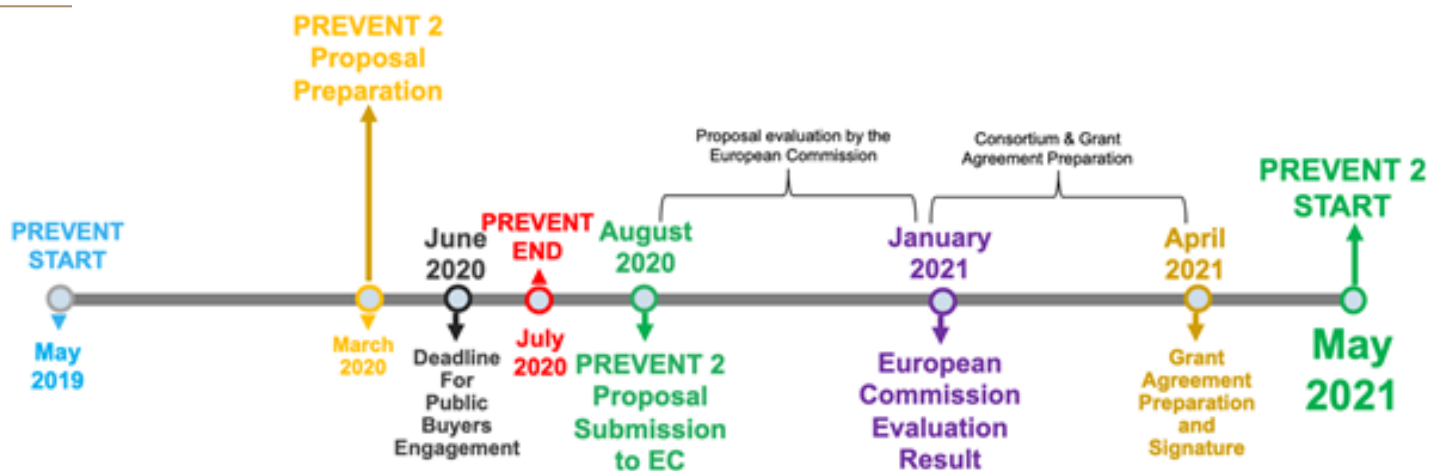 PREVENT START
May 2019
PREVENT 2
Proposal
Preparation
March
2020
June
2020
Deadline
For
Public
Buyers
Engagement
PREVENT
END
July
2020
August
2020
PREVENT 2
Proposal
Submission
to EC
Proposal evaluation by the
European Commission
January
2021
European
Commission
Evaluation
Result
Consortium & Grant
Agreement Preparation
April
2021
Grant
Agreement
Preparation
and
Signature
PREVENT 2
START
May
2021